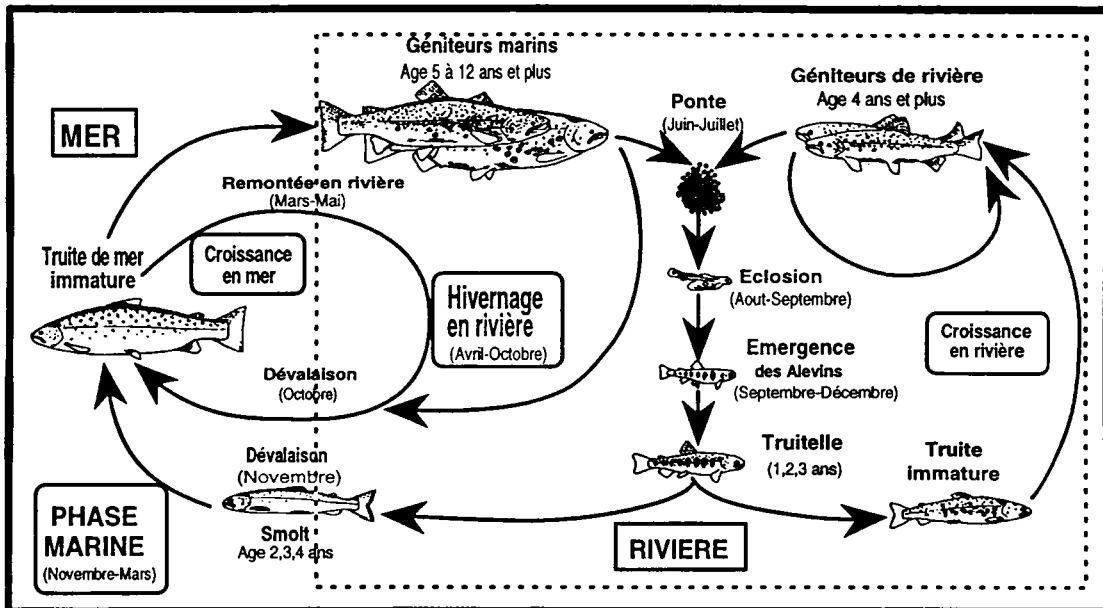 Géniteurs marins
Age 5 à 12 ans et plus
Géniteurs de rivière
Age 4 ans et plus
MER
Ponte
(Juin-Juillet)
Remontée en rivière
(Mars-Mai)
Truite de mer
immature
Croissance
en mer
Hivernage
en rivière
(Avril-Octobre)
Eclosion
(Aout-Septembre)
Croissance
en rivière
Emergence
des Alevins
(Septembre-Décembre)
Dévalaison
(Octobre)
Truitelle
(1,2,3 ans)
Truite
immature
Dévalaison
(Novembre)
Smolt
Age 2,3,4 ans
PHASE
MARINE
(Novembre-Mars)
RIVIERE